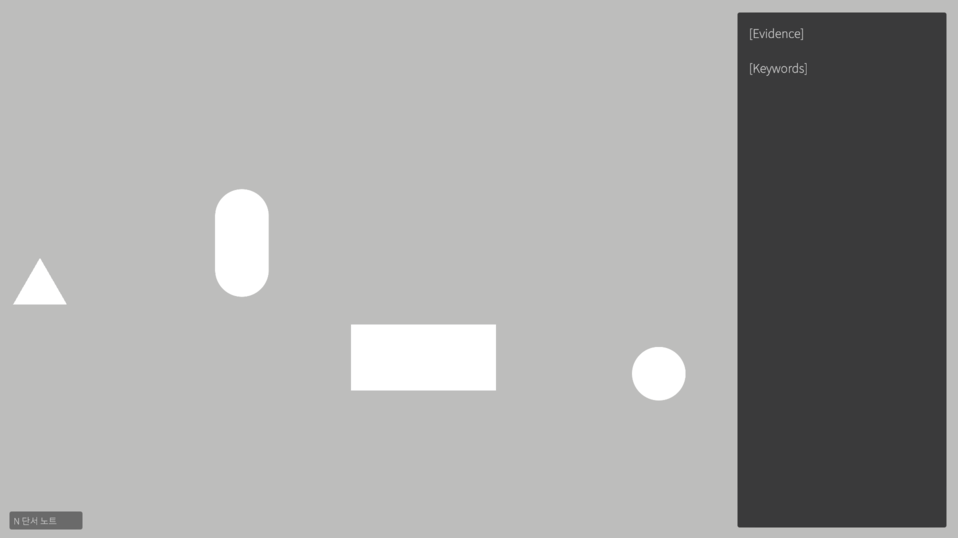 [Evidence]
[Keywords]
N 단서 노트